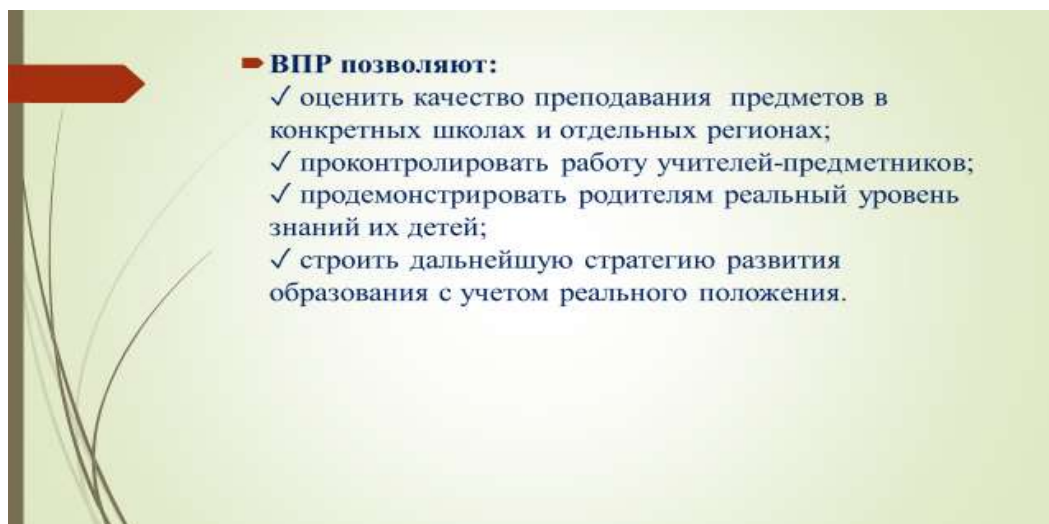 ВПР позволяют:
✓ оценить качество преподавания предметов в
конкретных школах и отдельных регионах;
✓ проконтролировать работу учителей-предметников;
✓ продемонстрировать родителям реальный уровень
знаний их детей;
✓ строить дальнейшую стратегию развития
образования с учетом реального положения.